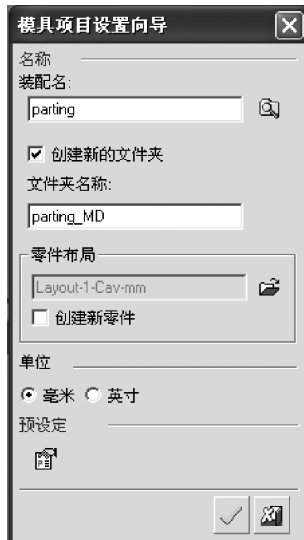 模具项目设置向导
名称
装配名:
parting
创建新的文件夹
文件夹名称:
parting_MD
零件布局
Layout-1-Cav-mm
创建新零件
单位
毫米 英寸
预设定